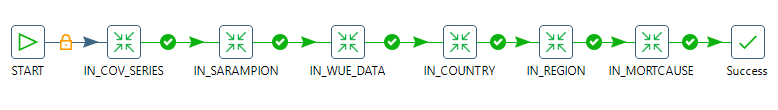 START
IN_COV_SERIES
IN_SARAMPION
IN_WUE_DATA
IN_COUNTRY
IN_REGION
IN_MORTCAUSE
Success